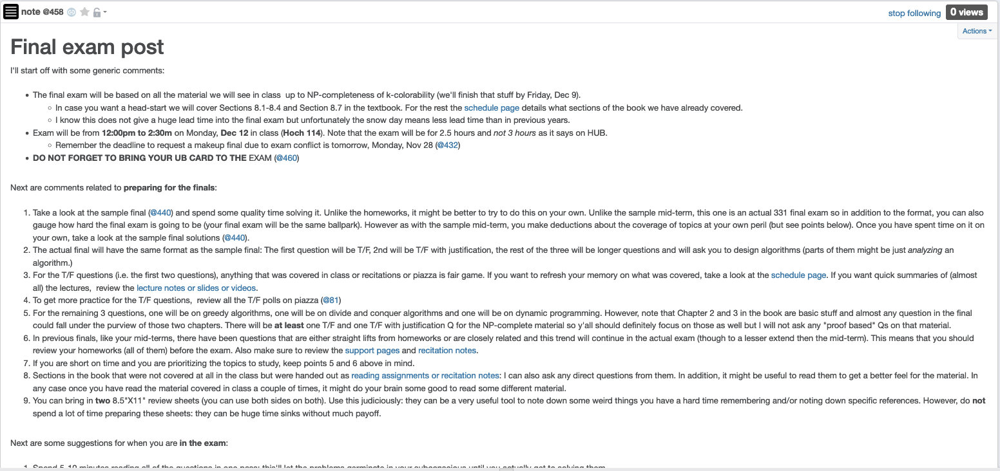 note @458
stop following 0 views
Actions
Final exam post
I'll start off with some generic comments:
• The final exam will be based on all the material we will see in class up to NP-completeness of k-colorability (we'll finish that stuff by Friday, Dec 9).
◦ In case you want a head-start we will cover Sections 8.1-8.4 and Section 8.7 in the textbook. For the rest the schedule page details what sections of the book we have already covered.
◦ I know this does not give a huge lead time into the final exam but unfortunately the snow day means less lead time than in previous years.
• Exam will be from 12:00pm to 2:30m on Monday, Dec 12 in class (Hoch 114). Note that the exam will be for 2.5 hours and not 3 hours as it says on HUB.
◦ Remember the deadline to request a makeup final due to exam conflict is tomorrow, Monday, Nov 28 (@432)
• DO NOT FORGET TO BRING YOUR UB CARD TO THE EXAM (@460)
Next are comments related to preparing for the finals:
1. Take a look at the sample final (@440) and spend some quality time solving it. Unlike the homeworks, it might be better to try to do this on your own. Unlike the sample mid-term, this one is an actual 331 final exam so in addition to the format, you can also
gauge how hard the final exam is going to be (your final exam will be the same ballpark). However as with the sample mid-term, you make deductions about the coverage of topics at your own peril (but see points below). Once you have spent time on it on
your own, take a look at the sample final solutions (@440).
2. The actual final will have the same format as the sample final: The first question will be T/F, 2nd will be T/F with justification, the rest of the three will be longer questions and will ask you to design algorithms (parts of them might be just analyzing an
algorithm.)
3. For the T/F questions (i.e. the first two questions), anything that was covered in class or recitations or piazza is fair game. If you want to refresh your memory on what was covered, take a look at the schedule page. If you want quick summaries of (almost
all) the lectures, review the lecture notes or slides or videos.
4. To get more practice for the T/F questions, review all the T/F polls on piazza (@81)
5. For the remaining 3 questions, one will be on greedy algorithms, one will be on divide and conquer algorithms and one will be on dynamic programming. However, note that Chapter 2 and 3 in the book are basic stuff and almost any question in the final
could fall under the purview of those two chapters. There will be at least one T/F and one T/F with justification Q for the NP-complete material so y'all should definitely focus on those as well but I will not ask any "proof based" Qs on that material.
6. In previous finals, like your mid-terms, there have been questions that are either straight lifts from homeworks or are closely related and this trend will continue in the actual exam (though to a lesser extend then the mid-term). This means that you should
review your homeworks (all of them) before the exam. Also make sure to review the support pages and recitation notes.
7. If you are short on time and you are prioritizing the topics to study, keep points 5 and 6 above in mind.
8. Sections in the book that were not covered at all in the class but were handed out as reading assignments or recitation notes: I can also ask any direct questions from them. In addition, it might be useful to read them to get a better feel for the material. In
any case once you have read the material covered in class a couple of times, it might do your brain some good to read some different material.
9. You can bring in two 8.5"X11" review sheets (you can use both sides on both). Use this judiciously: they can be a very useful tool to note down some weird things you have a hard time remembering and/or noting down specific references. However, do not
spend a lot of time preparing these sheets: they can be huge time sinks without much payoff.
Next are some suggestions for when you are in the exam:
1. Spend 5-10 minutes reading all of the questions in one pass: this'll let the problems germinate in your subconscious until you actually get to solving them.